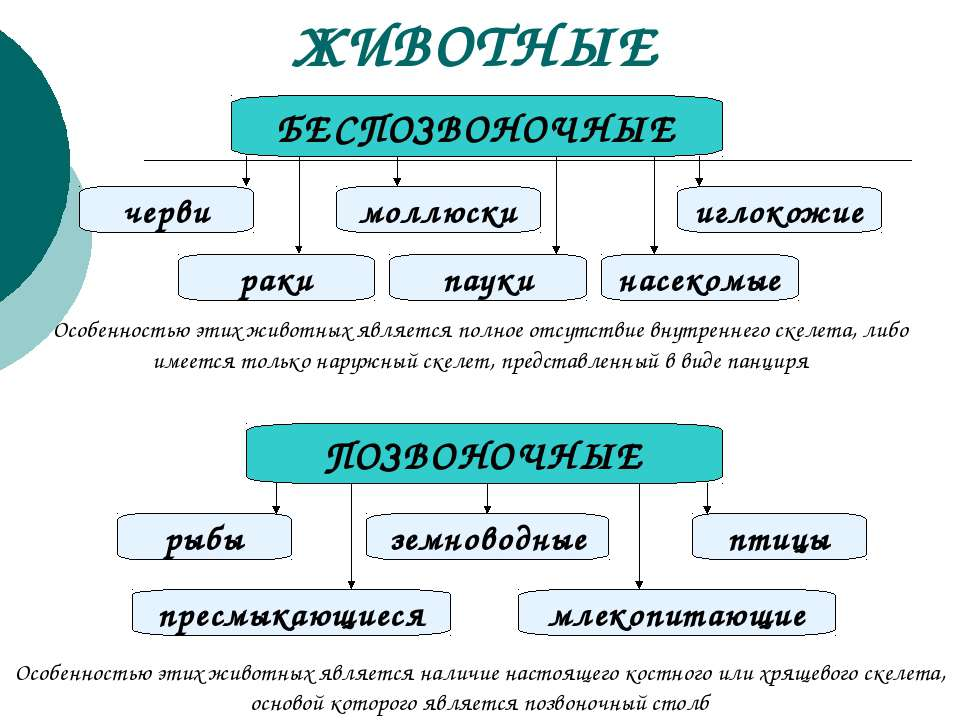 ЖИВОТНЫЕ
БЕСПОЗВОНОЧНЫЕ
черви
моллюски
иглокожие
раки
пауки
насекомые
Особенностью этих животных является полное отсутствие внутреннего скелета, либо
имеется только наружный скелет, представленный в виде панциря
ПОЗВОНОЧНЫЕ
рыбы
земноводные
птицы
пресмыкающиеся
млекопитающие
Особенностью этих животных является наличие настоящего костного или хрящевого скелета,
основой которого является позвоночный столб